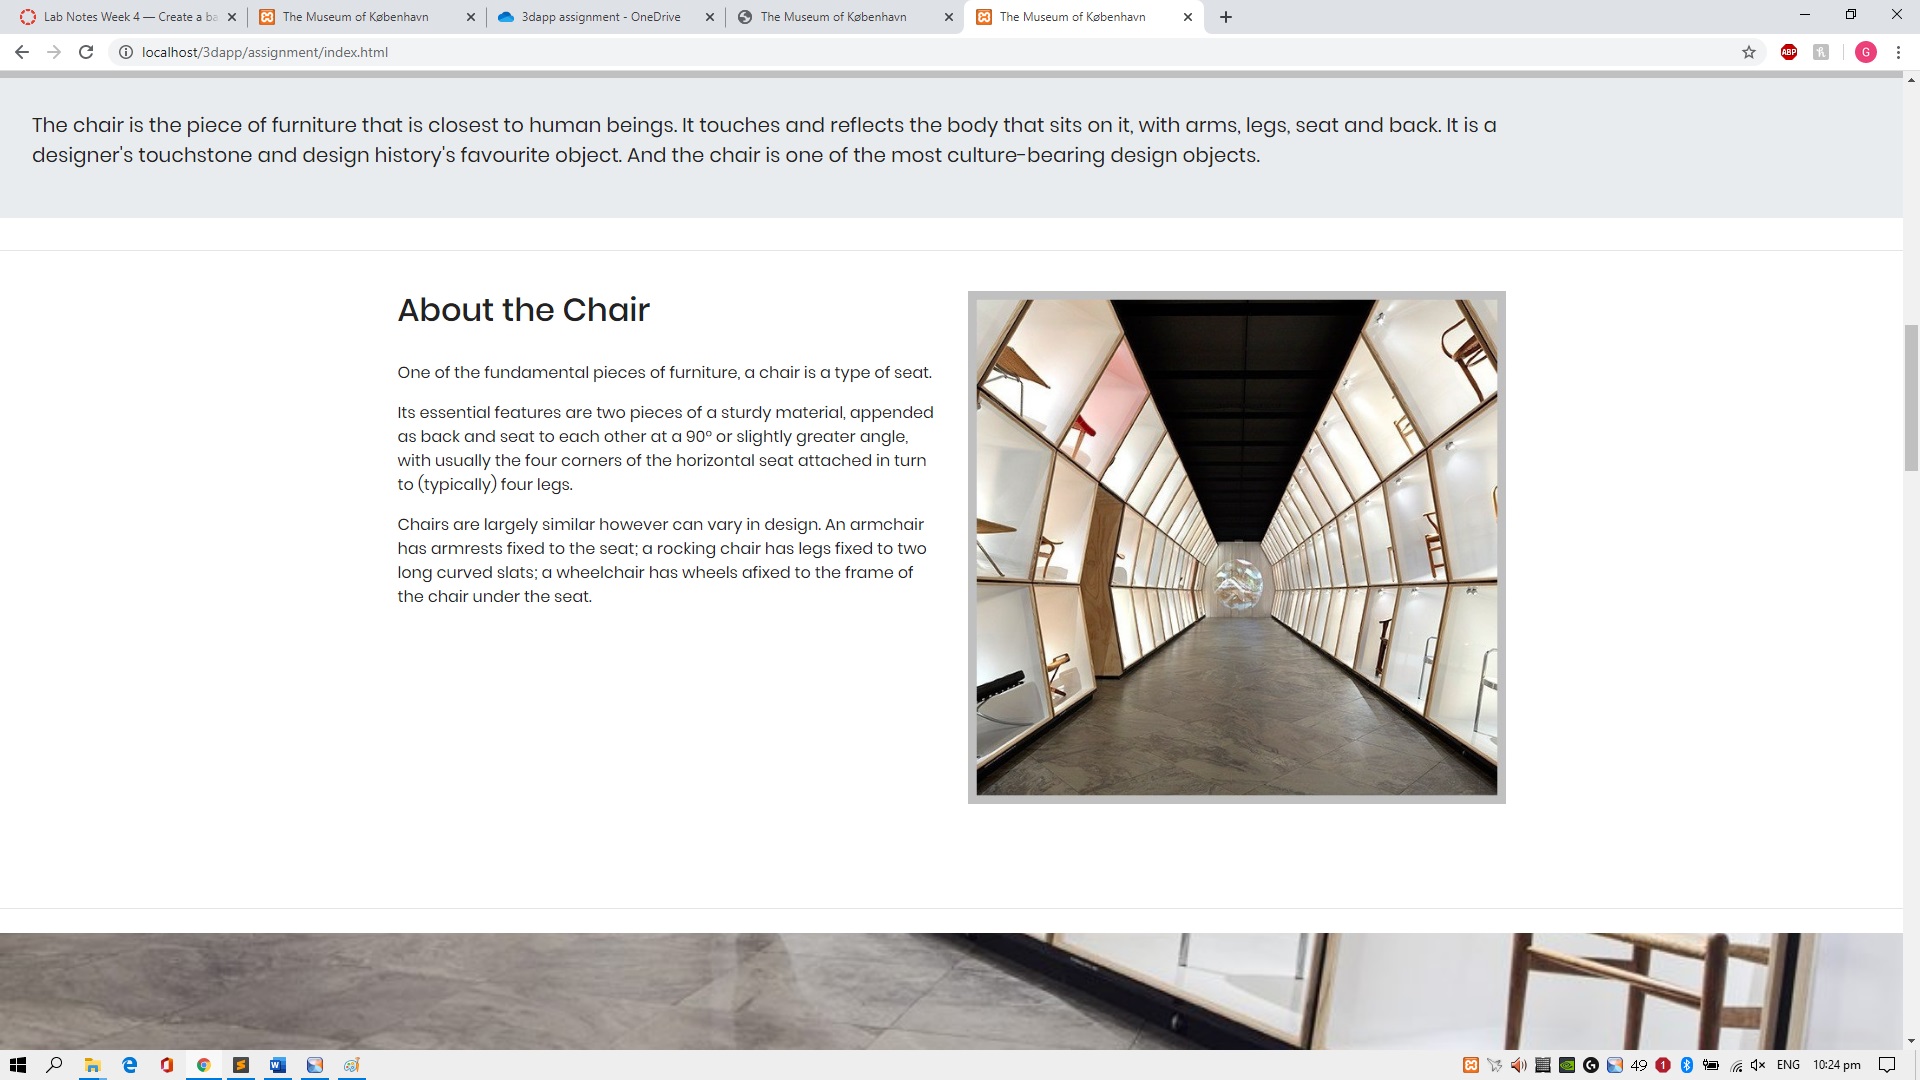 Lab Notes Week 4 — Create a ba
The Museum of København
3dapp assignment - OneDrive
The Museum of København
The Museum of København
localhost/3dapp/assignment/index.html
ABP
G
The chair is the piece of furniture that is closest to human beings. It touches and reflects the body that sits on it, with arms, legs, seat and back. It is a
designer's touchstone and design history's favourite object. And the chair is one of the most culture-bearing design objects.
About the Chair
One of the fundamental pieces of furniture, a chair is a type of seat.
Its essential features are two pieces of a sturdy material, appended
as back and seat to each other at a 90° or slightly greater angle,
with usually the four corners of the horizontal seat attached in turn
to (typically) four legs.
Chairs are largely similar however can vary in design. An armchair
has armrests fixed to the seat; a rocking chair has legs fixed to two
long curved slats; a wheelchair has wheels afixed to the frame of
the chair under the seat.
49
1
ENG
10:24 pm